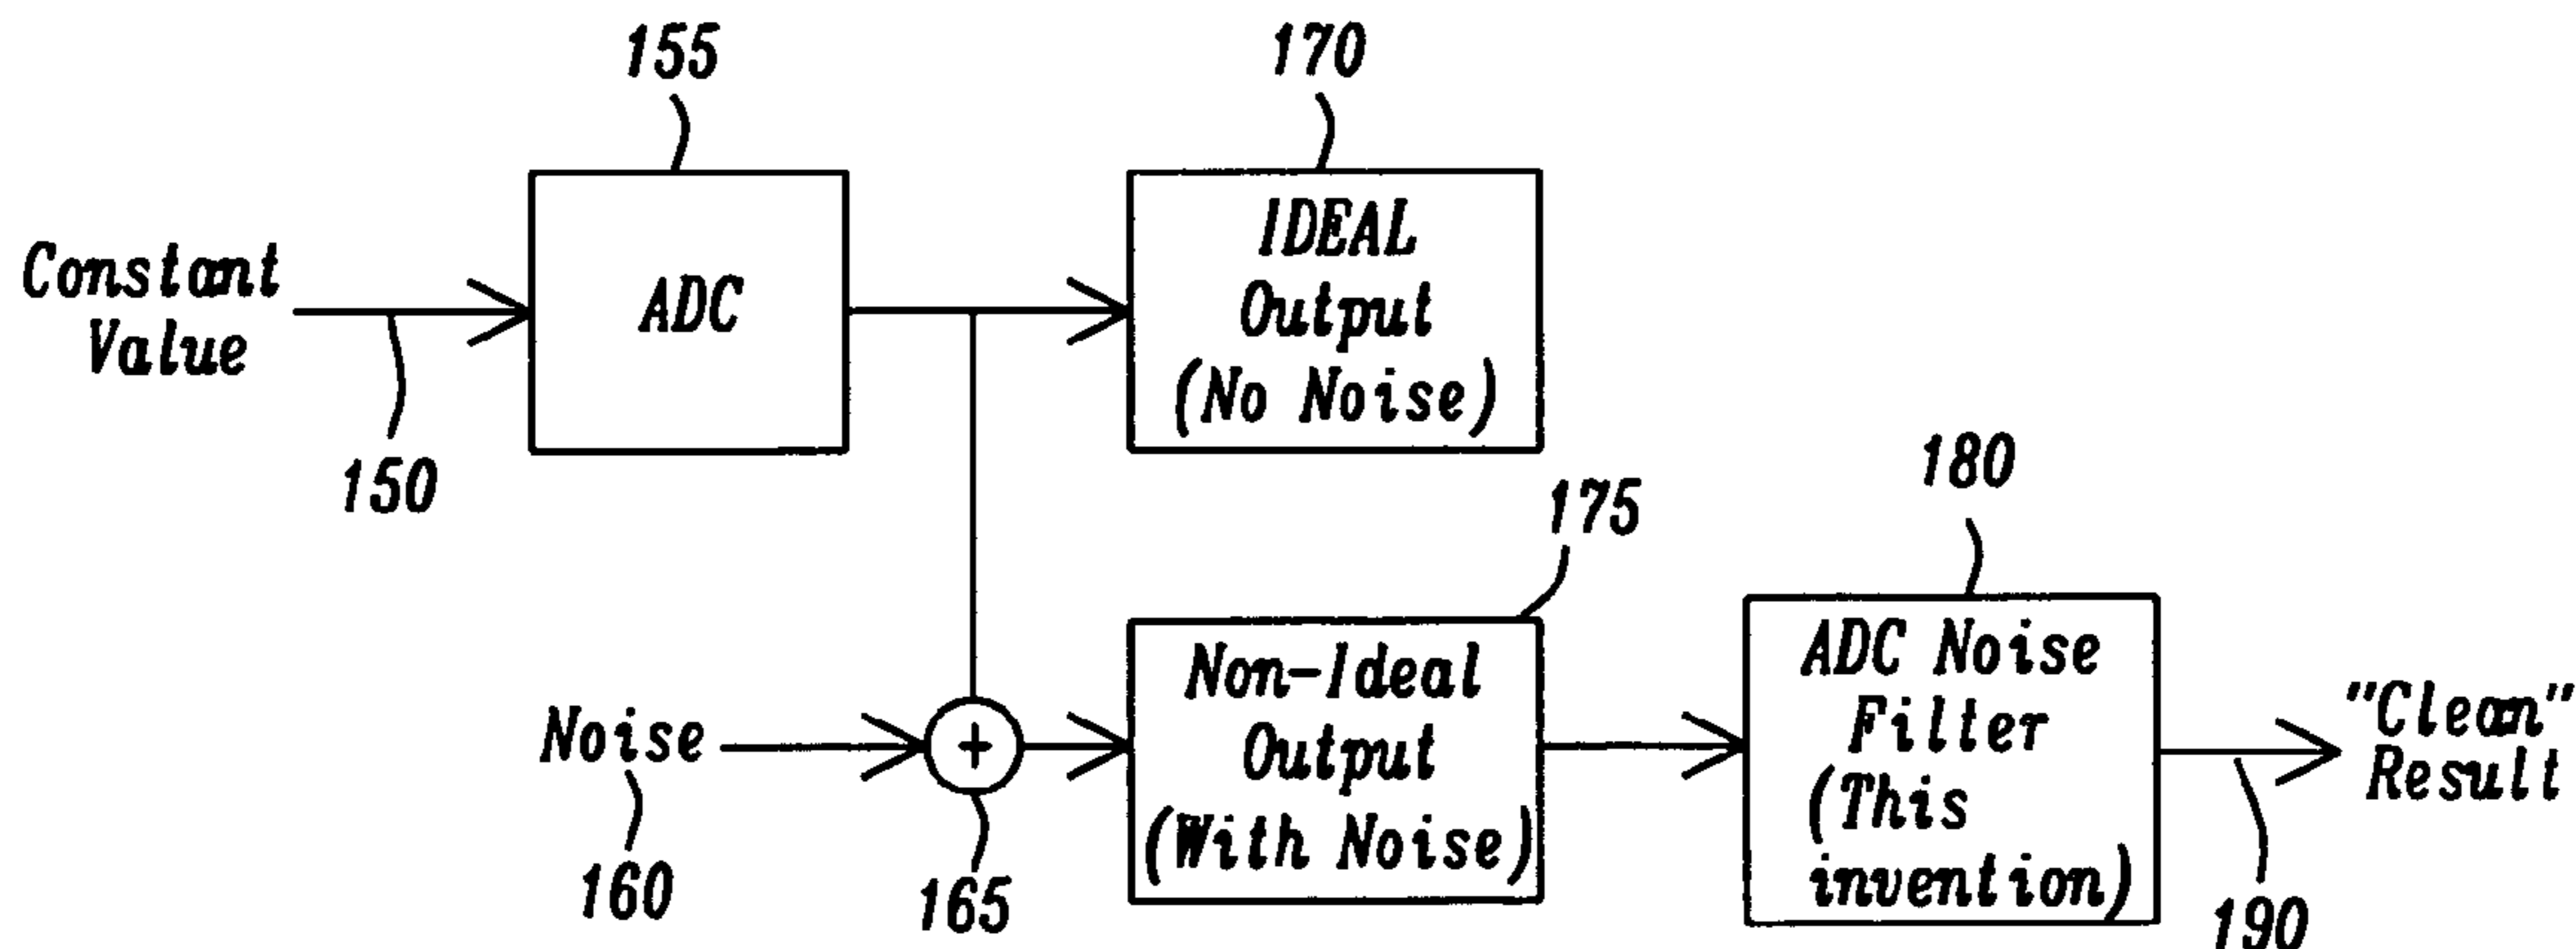 155
170
Constant
Value
150
ADC
IDEAL
Output
(No Noise)
175
180
Noise
160
+
165
Non-Ideal
Output
(With Noise)
ADC Noise
Filter
(This
invention)
"Clean"
Result
190